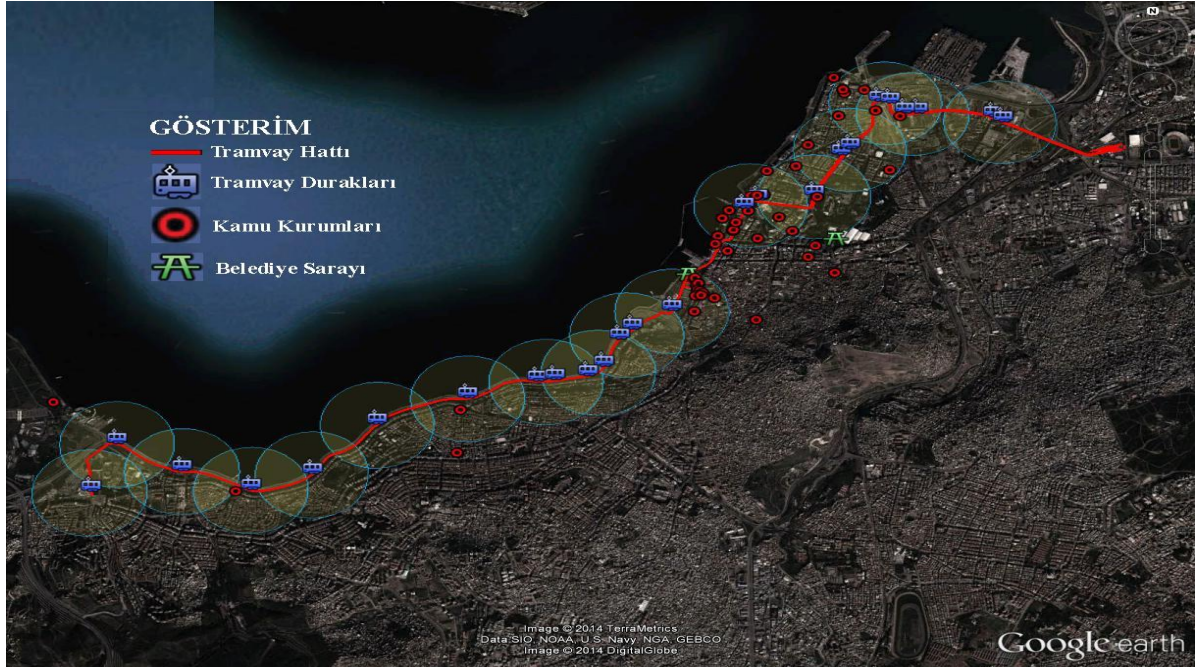 N
GÖSTERİM
Tramvay Hattı
Tramvay Durakları
Kamu Kurumları
Belediye Sarayı
Image © 2014 TerraMetrics
Data SIO, NOAA, U.S. Navy, NGA, GEBCO
Image © 2014 DigitalGlobe
Google earth